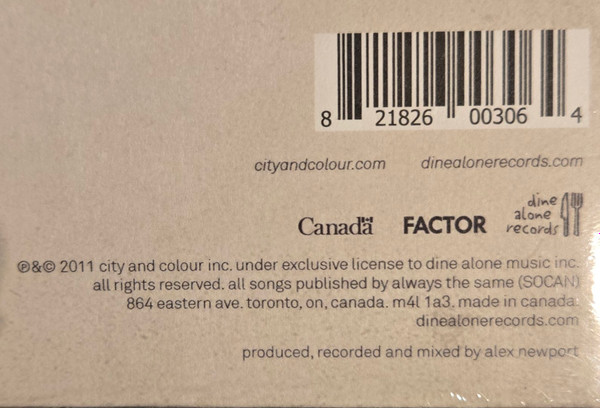 8 21826 00306 4
cityandcolour.com dinealonerecords.com
Canada FACTOR dine
alone
records
℗&© 2011 city and colour inc. under exclusive license to dine alone music inc.
all rights reserved. all songs published by always the same (SOCAN)
864 eastern ave. toronto, on, canada. m4l 1a3. made in canada.
dinealonerecords.com
produced, recorded and mixed by alex newport